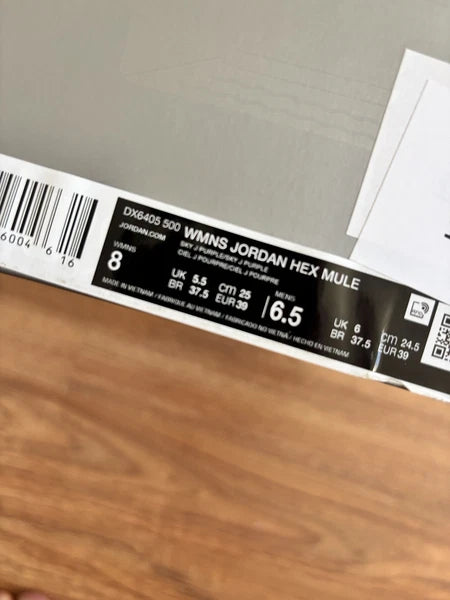 DX6405 500 WMNS JORDAN HEX MULE
JORDAN.COM SKY J PURPLE/SKY J PURPLE
CIEL J POURPRE/CIEL J POURPRE
WMNS
8
UK 5.5 cm 25
BR 37.5 EUR 39
MENS
6.5
UK 6 cm 24.5
BR 37.5 EUR 39
MADE IN VIETNAM / FABRIQUÉ AU VIETNAM / FABRICADO NO VIETNÃ / HECHO EN VIETNAM
6004 6 16